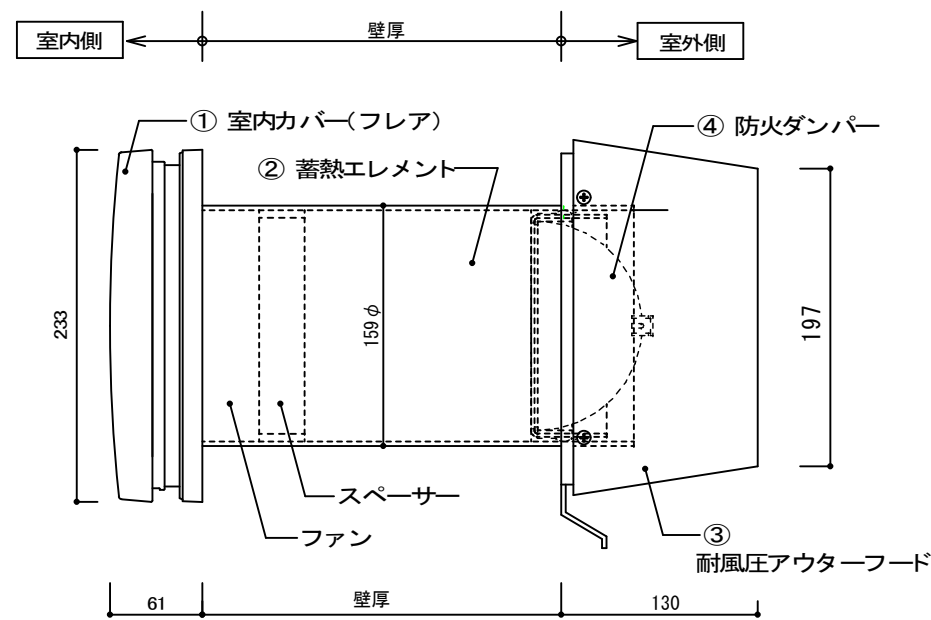 室内側
壁厚
室外側
① 室内カバー(フレア)
④ 防火ダンパー
② 蓄熱エレメント
233
159φ
197
スペーサー
ファン
③
耐風圧アウターフード
61
壁厚
130